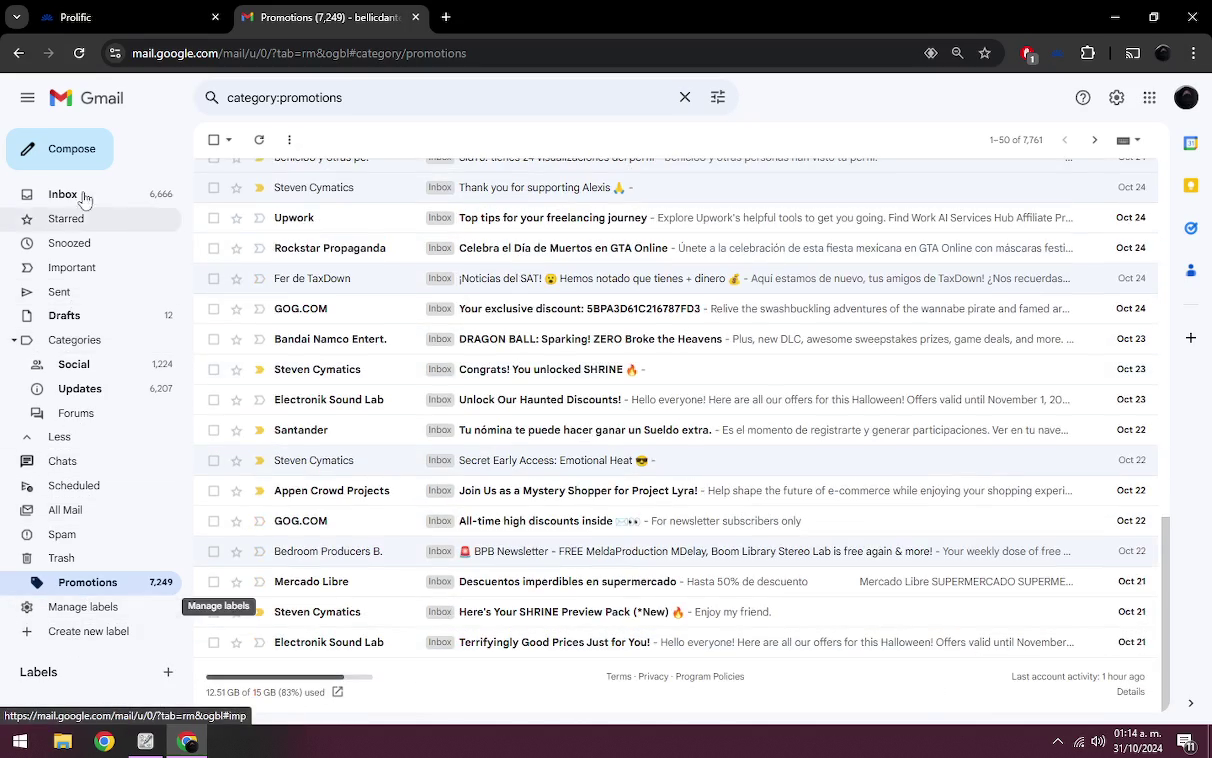 Promotions (7,249) - belilente
mail.google.com/mail/u/0/?tab=rm&ogbl#category/promotions
1
Gmail
category:promotions
Compose
1–50 of 7,761
31
Inbox 6,666
Starred
Snoozed
Important
Sent
Drafts 12
Categories
Social 1,224
Updates 6,207
Forums
Less
Chats
Scheduled
All Mail
Spam
Trash
Promotions 7,249
Manage labels
Manage labels
Create new label
Labels
Steven Cymatics Inbox Thank you for supporting Alexis 🙏 - Oct 24
Upwork Inbox Top tips for your freelancing journey - Explore Upwork's helpful tools to get you going. Find Work AI Services Hub Affiliate Pr... Oct 24
Rockstar Propaganda Inbox Celebra el Día de Muertos en GTA Online - Únete a la celebración de esta fiesta mexicana en GTA Online con máscaras festi... Oct 24
Fer de TaxDown Inbox ¡Noticias del SAT! 😮 Hemos notado que tienes + dinero 💰 - Aquí estamos de nuevo, tus amigos de TaxDown! ¿Nos recuerdas... Oct 24
GOG.COM Inbox Your exclusive discount: 5BPA3D61C216787FD3 - Relive the swashbuckling adventures of the wannabe pirate and famed ar... Oct 24
Bandai Namco Entert. Inbox DRAGON BALL: Sparking! ZERO Broke the Heavens - Plus, new DLC, awesome sweepstakes prizes, game deals, and more. ... Oct 23
Steven Cymatics Inbox Congrats! You unlocked SHRINE 🔥 - Oct 23
Electronik Sound Lab Inbox Unlock Our Haunted Discounts! - Hello everyone! Here are all our offers for this Halloween! Offers valid until November 1, 20... Oct 23
Santander Inbox Tu nómina te puede hacer ganar un Sueldo extra. - Es el momento de registrarte y generar participaciones. Ver en tu nave... Oct 22
Steven Cymatics Inbox Secret Early Access: Emotional Heat 😎 - Oct 22
Appen Crowd Projects Inbox Join Us as a Mystery Shopper for Project Lyra! - Help shape the future of e-commerce while enjoying your shopping experi... Oct 22
GOG.COM Inbox All-time high discounts inside ✉️👀 - For newsletter subscribers only Oct 22
Bedroom Producers B. Inbox 🚨 BPB Newsletter - FREE MeldaProduction MDelay, Boom Library Stereo Lab is free again & more! - Your weekly dose of free ... Oct 22
Mercado Libre Inbox Descuentos imperdibles en supermercado - Hasta 50% de descuento Mercado Libre SUPERMERCADO SUPERME... Oct 21
Steven Cymatics Inbox Here's Your SHRINE Preview Pack (*New) 🔥 - Enjoy my friend. Oct 21
Electronik Sound Lab Inbox Terrifyingly Good Prices Just for You! - Hello everyone! Here are all our offers for this Halloween! Offers valid until November... Oct 21
12.51 GB of 15 GB (83%) used
Terms · Privacy · Program Policies
Last account activity: 1 hour ago
Details
https://mail.google.com/mail/u/0/?tab=rm&ogbl#imp
01:14 a. m.
31/10/2024
1